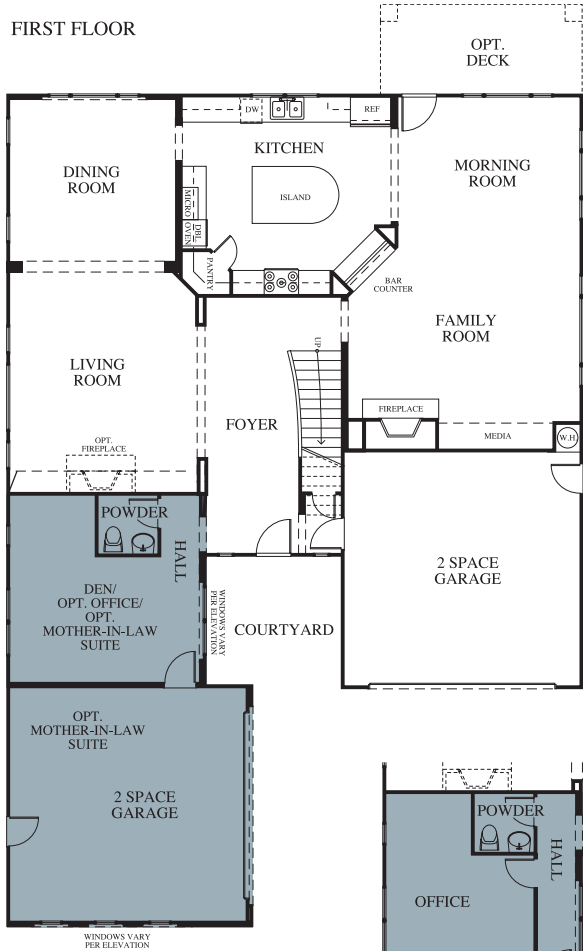 FIRST FLOOR
OPT.
DECK
DW
REF
KITCHEN
DINING
ROOM
MORNING
ROOM
ISLAND
MICRO
DBL.
OVEN
PANTRY
BAR
COUNTER
FAMILY
ROOM
UP
LIVING
ROOM
FIREPLACE
FOYER
MEDIA
W.H.
OPT.
FIREPLACE
POWDER
HALL
2 SPACE
GARAGE
DEN/
OPT. OFFICE/
OPT.
MOTHER-IN-LAW
SUITE
WINDOWS VARY
PER ELEVATION
COURTYARD
OPT.
MOTHER-IN-LAW
SUITE
2 SPACE
GARAGE
POWDER
HALL
OFFICE
WINDOWS VARY
PER ELEVATION